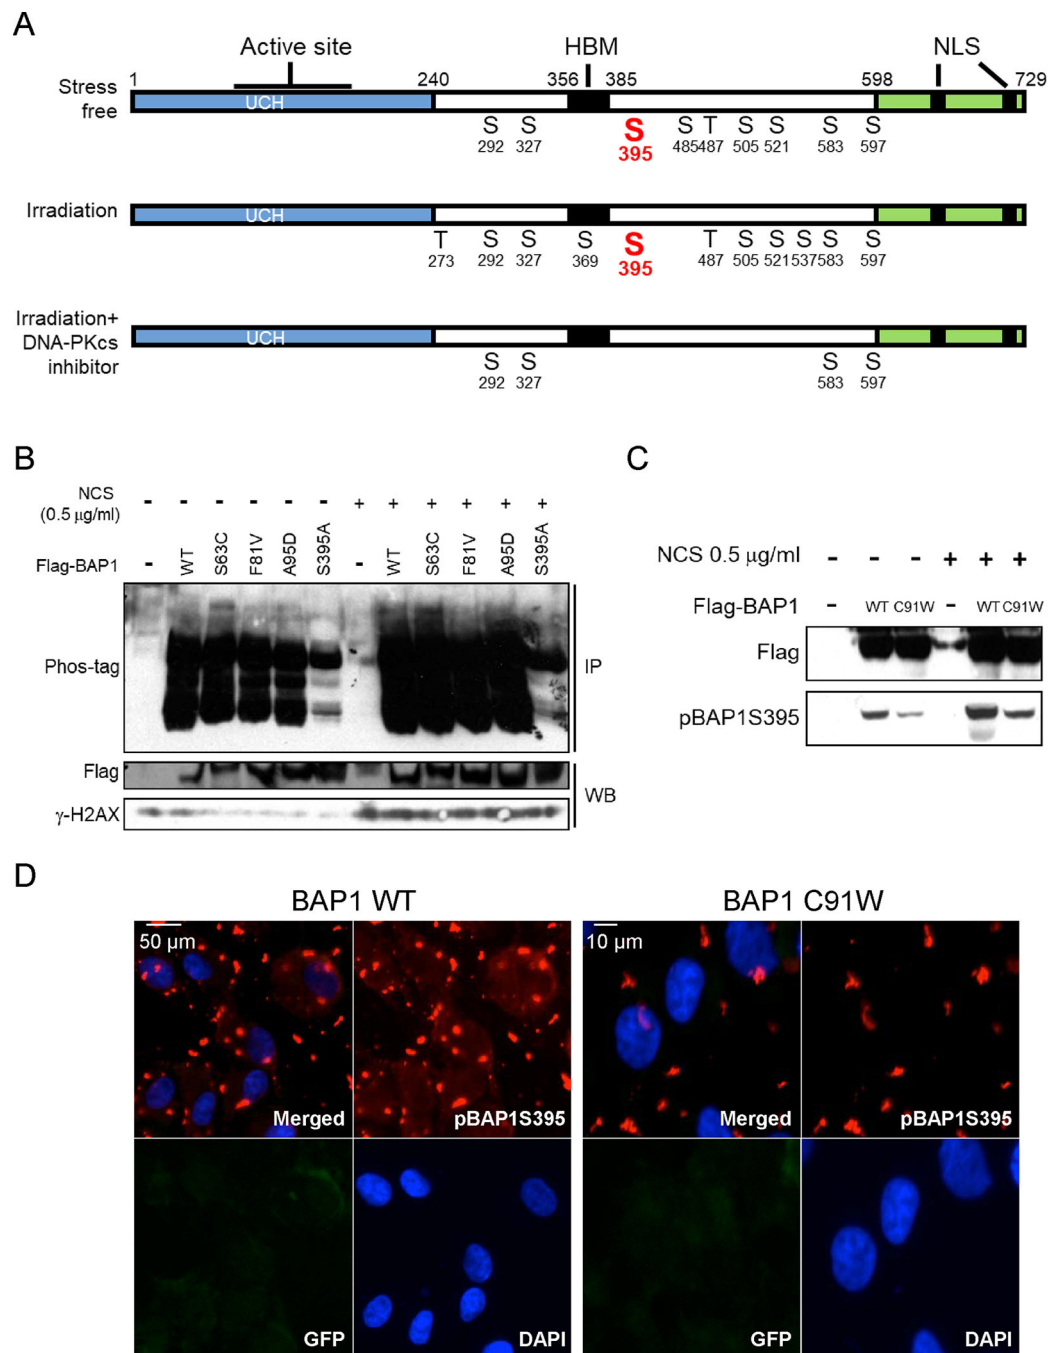 A
Active site
HBM
NLS
1
240
356
385
598
729
Stress
free
UCH
S S S S T S S S S
292 327 395 485 487 505 521 583 597
Irradiation
UCH
T S S S S T S S S S S
273 292 327 369 395 487 505 521 537 583 597
Irradiation+
DNA-PKcs
inhibitor
UCH
S S S S
292 327 583 597
B
NCS
(0.5 μg/ml)
- - - - - - + + + + + +
Flag-BAP1
- WT S63C F81V A95D S395A - WT S63C F81V A95D S395A
Phos-tag
IP
Flag
WB
γ-H2AX
C
NCS 0.5 μg/ml - - - + + +
Flag-BAP1 - WT C91W - WT C91W
Flag
pBAP1S395
D
BAP1 WT
BAP1 C91W
50 μm
10 μm
Merged
pBAP1S395
Merged
pBAP1S395
GFP
DAPI
GFP
DAPI